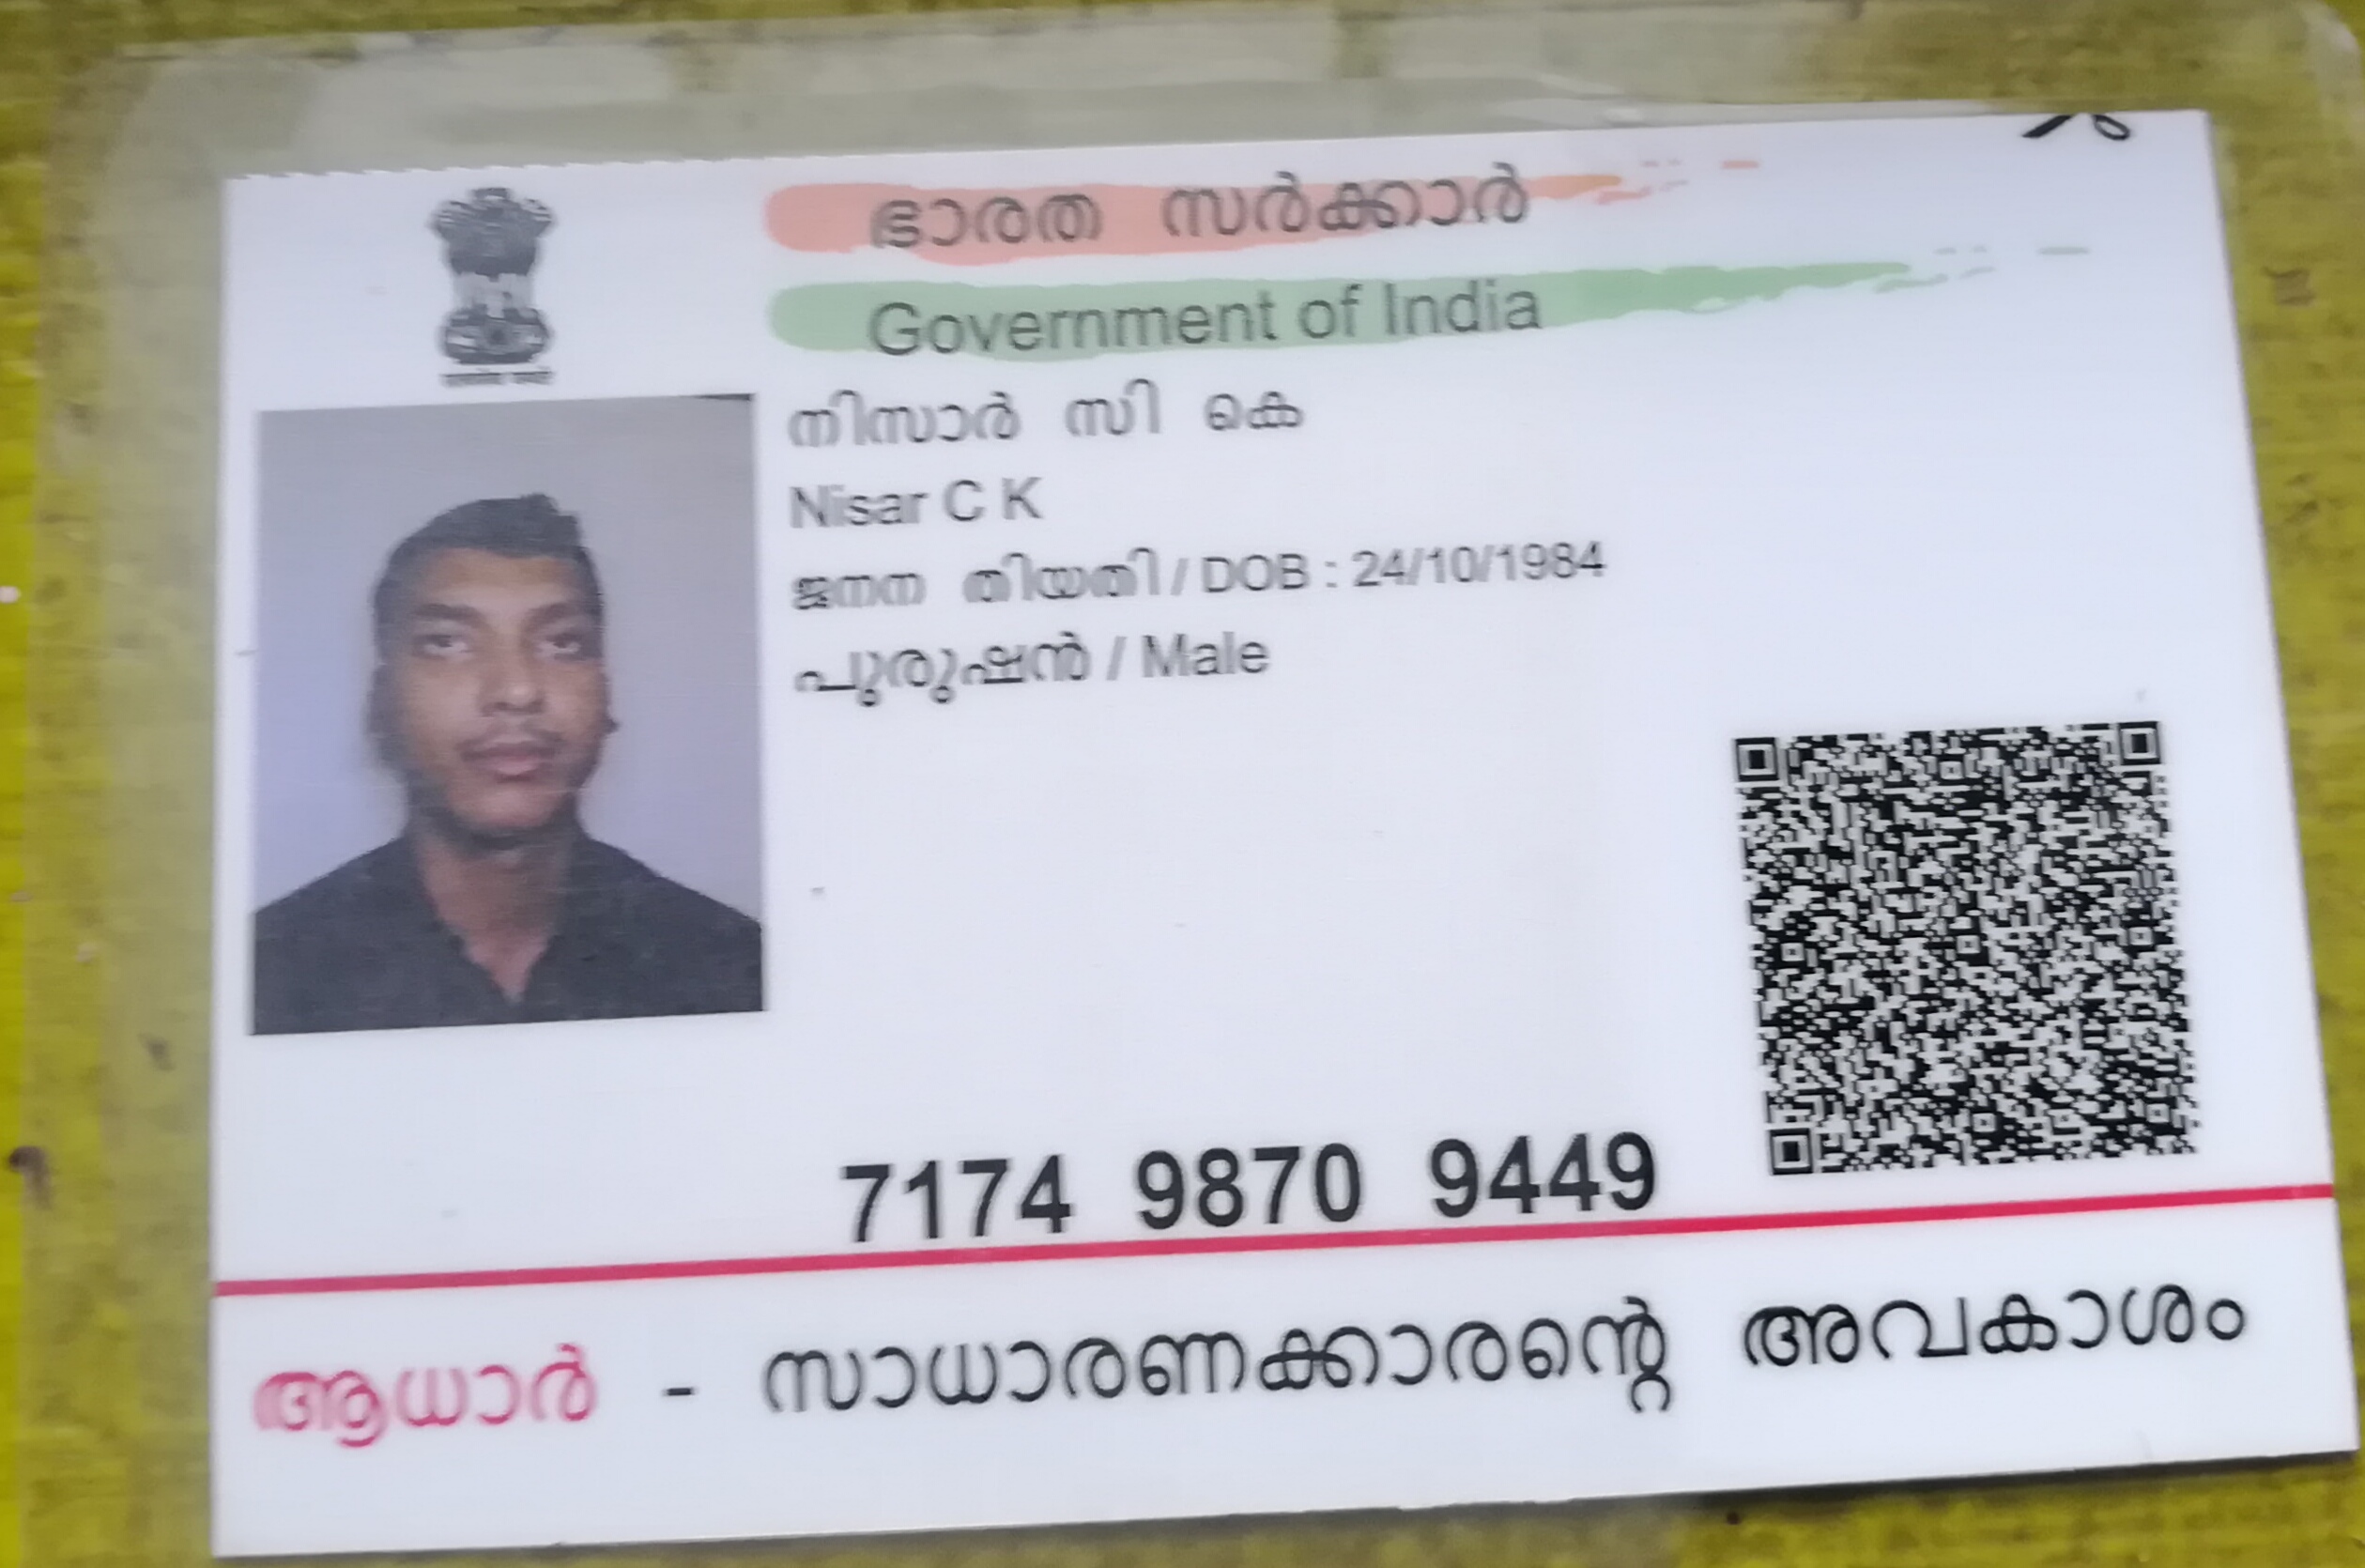 ഭാരത സർക്കാർ
Government of India
നിസാർ സി കെ
Nisar C K
ജനന തിയതി / DOB : 24/10/1984
പുരുഷൻ / Male
7174 9870 9449
ആധാർ - സാധാരണക്കാരന്റെ അവകാശം